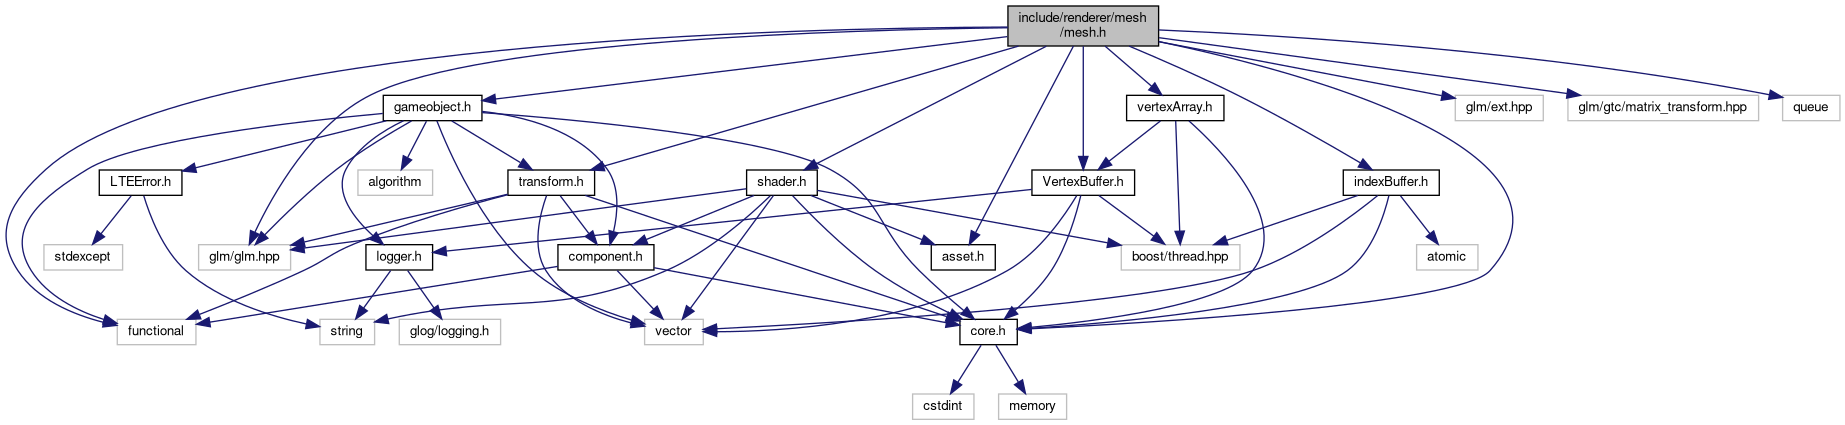 include/renderer/mesh
/mesh.h
gameobject.h
vertexArray.h
glm/ext.hpp
glm/gtc/matrix_transform.hpp
queue
LTEError.h
algorithm
transform.h
shader.h
VertexBuffer.h
indexBuffer.h
stdexcept
glm/glm.hpp
logger.h
component.h
asset.h
boost/thread.hpp
atomic
functional
string
glog/logging.h
vector
core.h
cstdint
memory